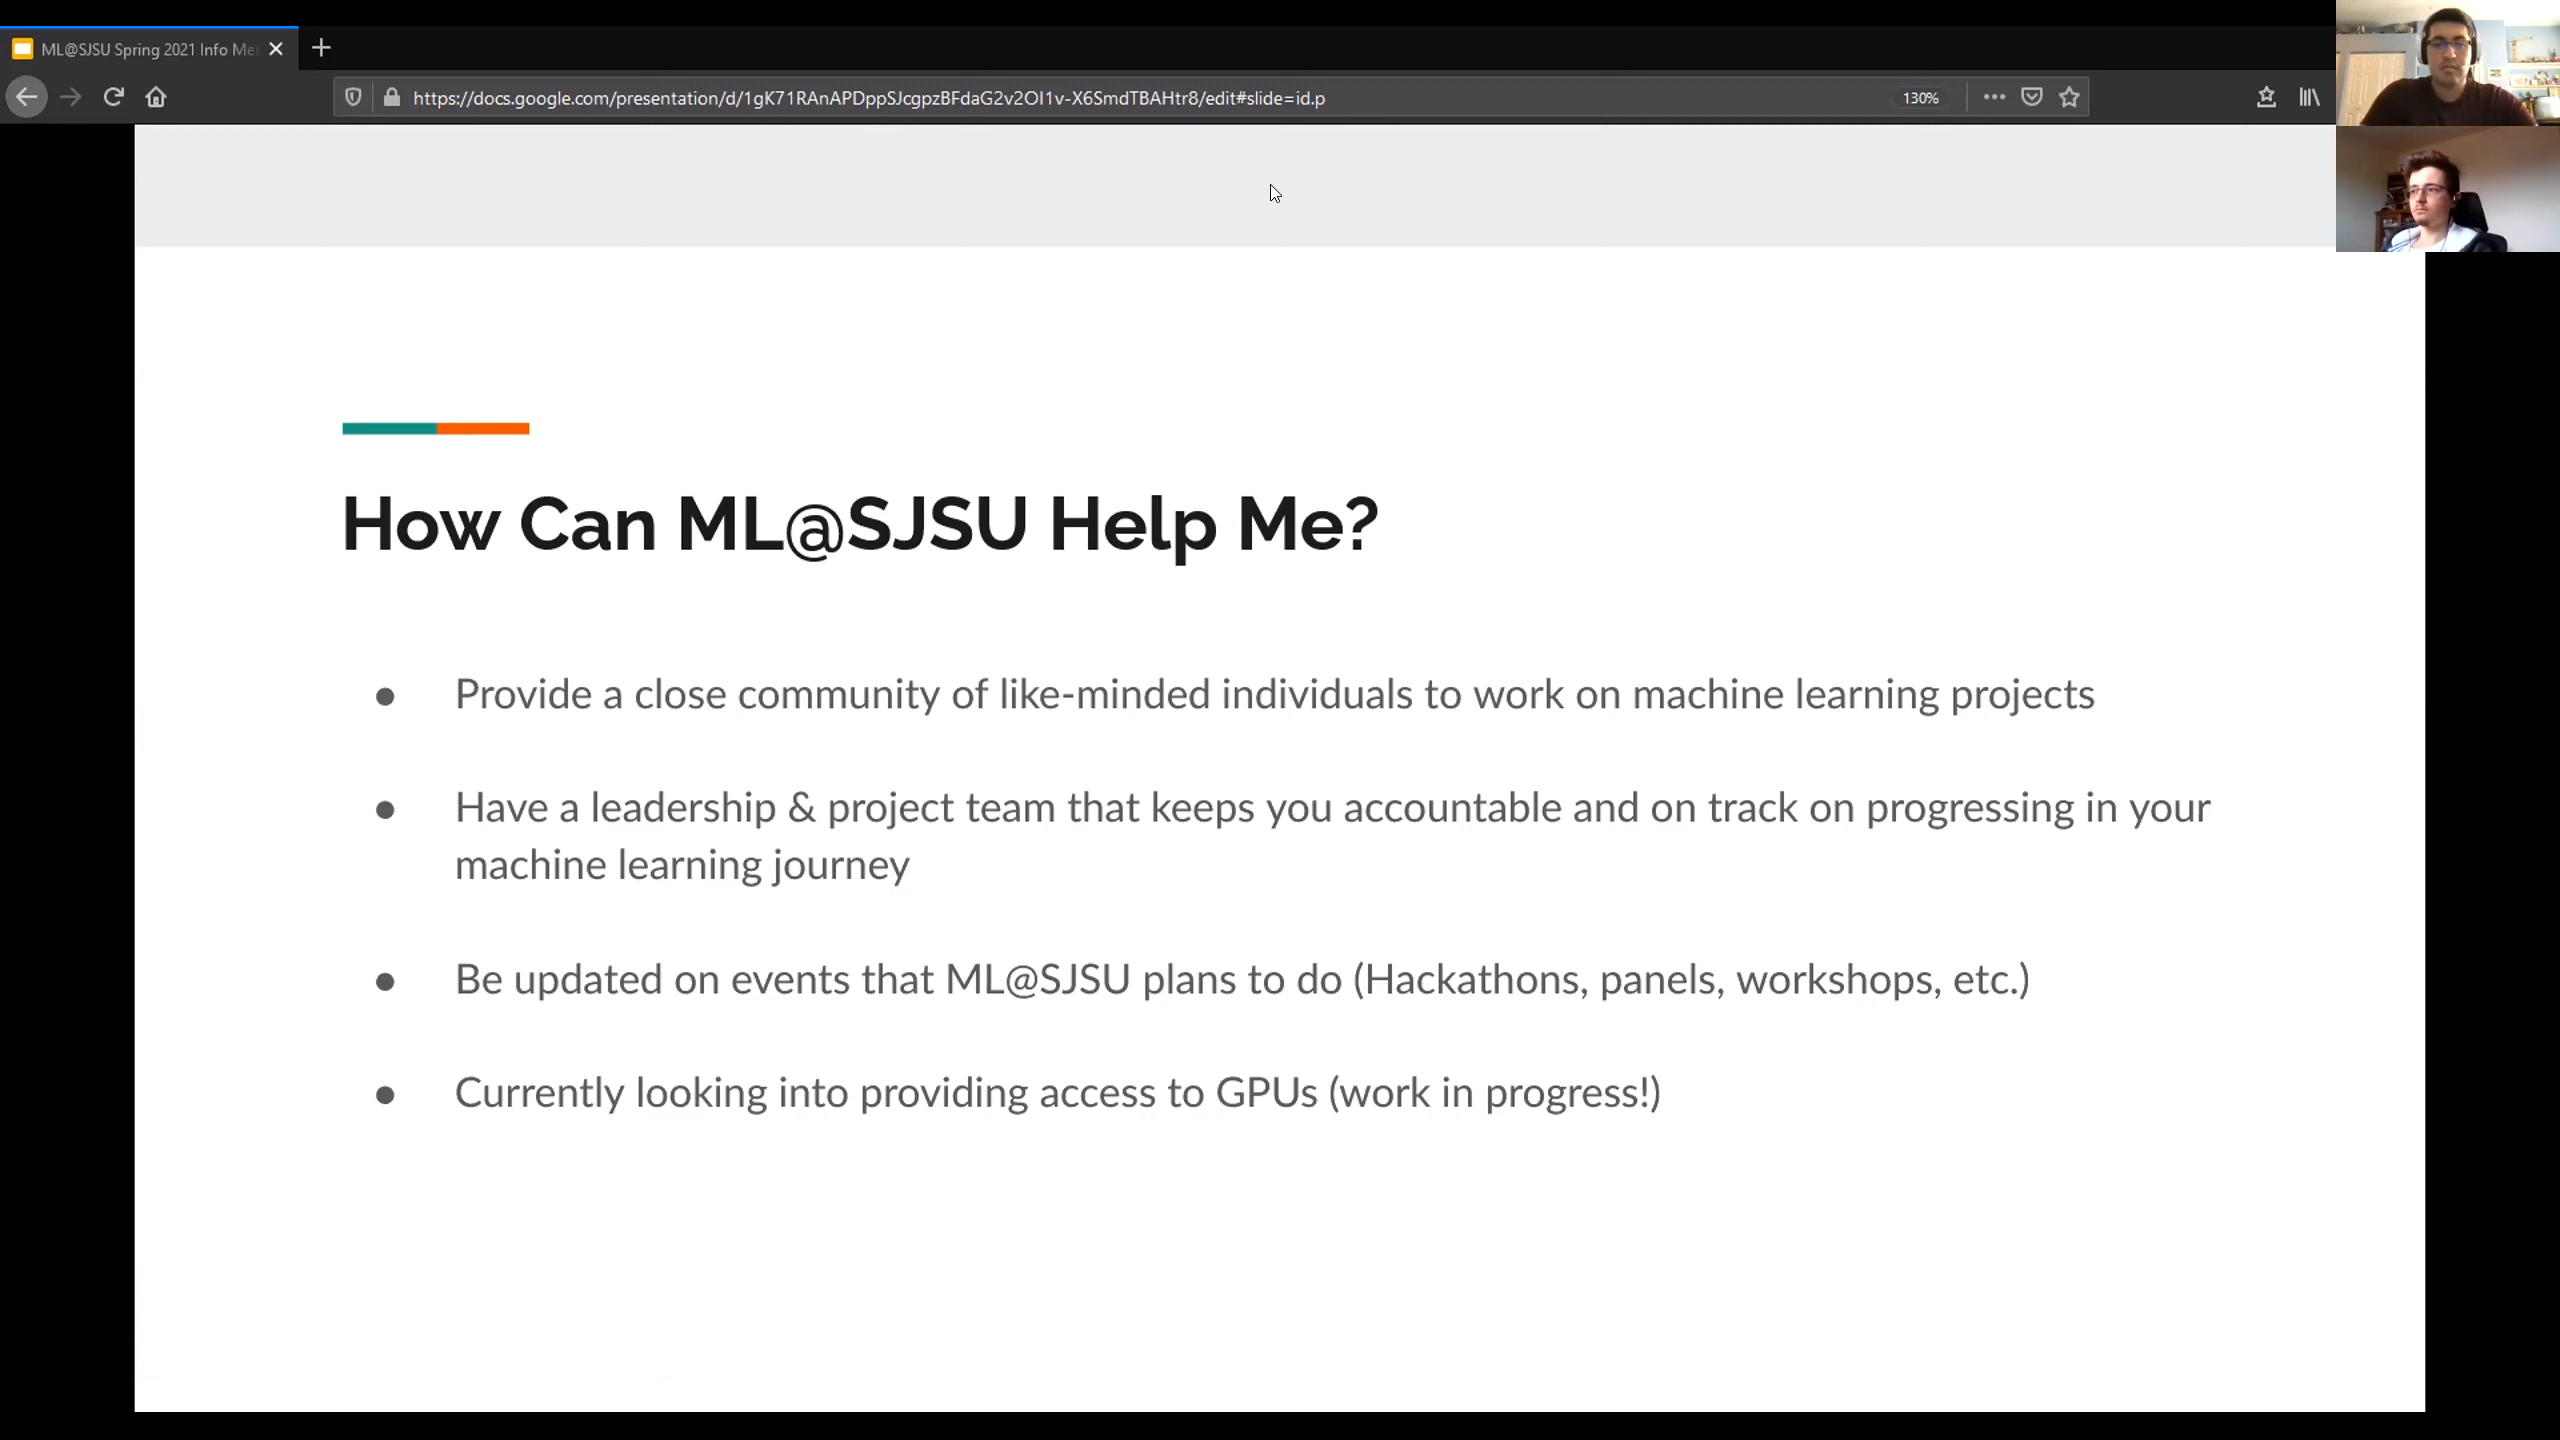 ML@SJSU Spring 2021 Info Mee
https://docs.google.com/presentation/d/1gK71RAnAPDppSJcgpzBFdaG2v2OI1v-X6SmdTBAHtr8/edit#slide=id.p
130%
How Can ML@SJSU Help Me?
● Provide a close community of like-minded individuals to work on machine learning projects
● Have a leadership & project team that keeps you accountable and on track on progressing in your
machine learning journey
● Be updated on events that ML@SJSU plans to do (Hackathons, panels, workshops, etc.)
● Currently looking into providing access to GPUs (work in progress!)